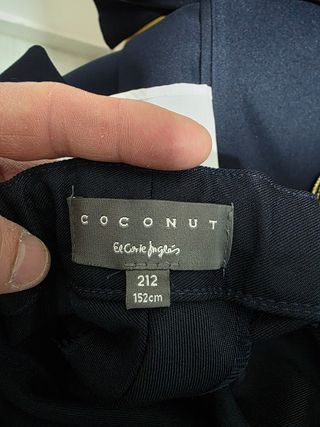 COCONUT
El Corte Inglés
212
152cm